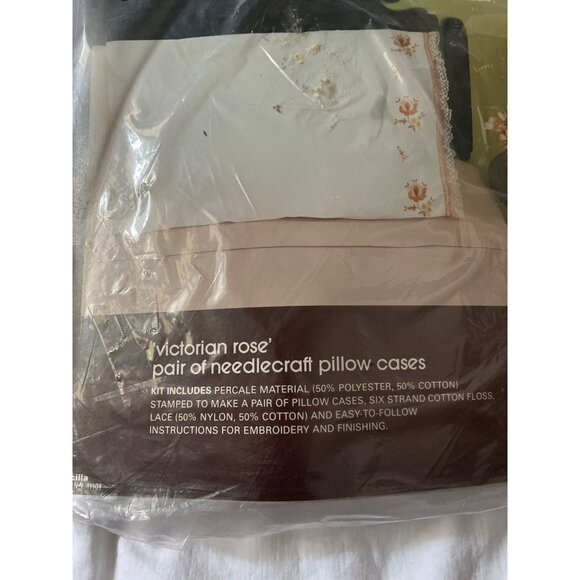 'victorian rose'
pair of needlecraft pillow cases
KIT INCLUDES PERCALE MATERIAL (50% POLYESTER, 50% COTTON)
STAMPED TO MAKE A PAIR OF PILLOW CASES, SIX STRAND COTTON FLOSS,
LACE (50% NYLON, 50% COTTON) AND EASY-TO-FOLLOW
INSTRUCTIONS FOR EMBROIDERY AND FINISHING.
cilla